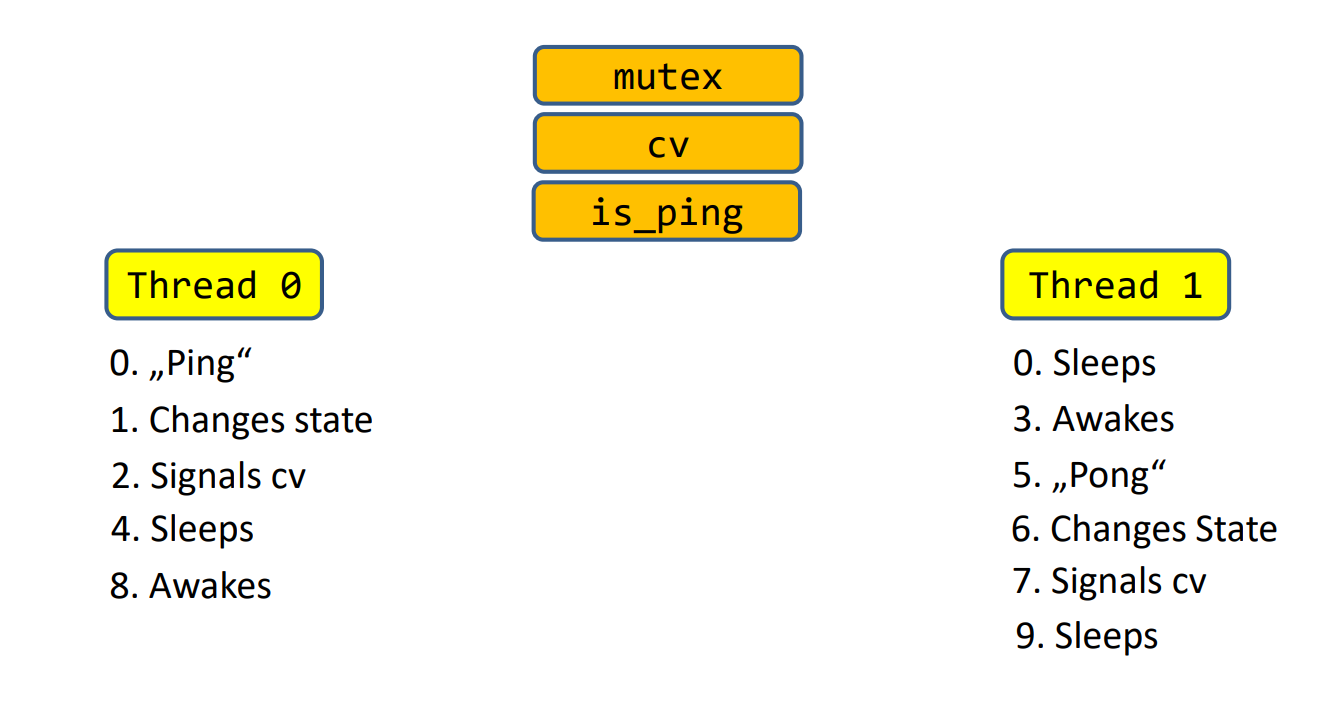 mutex
cv
is_ping
Thread 0
0. „Ping“
1. Changes state
2. Signals cv
4. Sleeps
8. Awakes
Thread 1
0. Sleeps
3. Awakes
5. „Pong“
6. Changes State
7. Signals cv
9. Sleeps